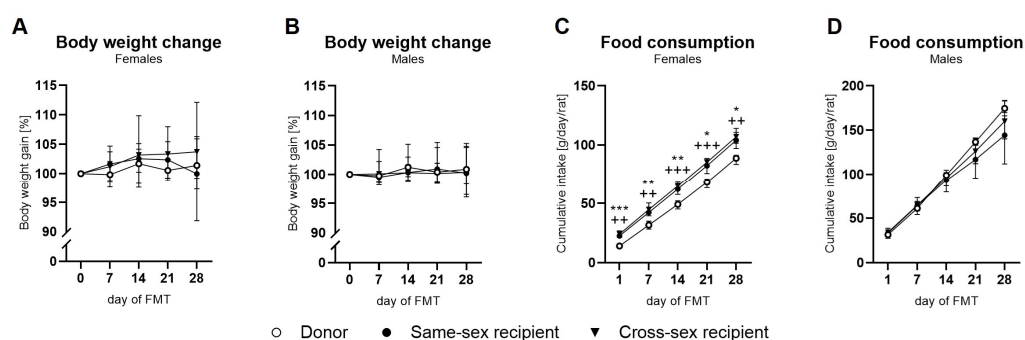 A
Body weight change
Females
Body weight gain [%]
115
110
105
100
95
90
0
0 7 14 21 28
day of FMT
B
Body weight change
Males
Body weight gain [%]
115
110
105
100
95
90
0
0 7 14 21 28
day of FMT
C
Food consumption
Females
Cumulative intake [g/day/rat]
150
100
50
0
***
++
**
++
**
+++
*
+++
*
++
1 7 14 21 28
day of FMT
D
Food consumption
Males
Cumulative intake [g/day/rat]
200
150
100
50
0
1 7 14 21 28
day of FMT
Donor Same-sex recipient Cross-sex recipient